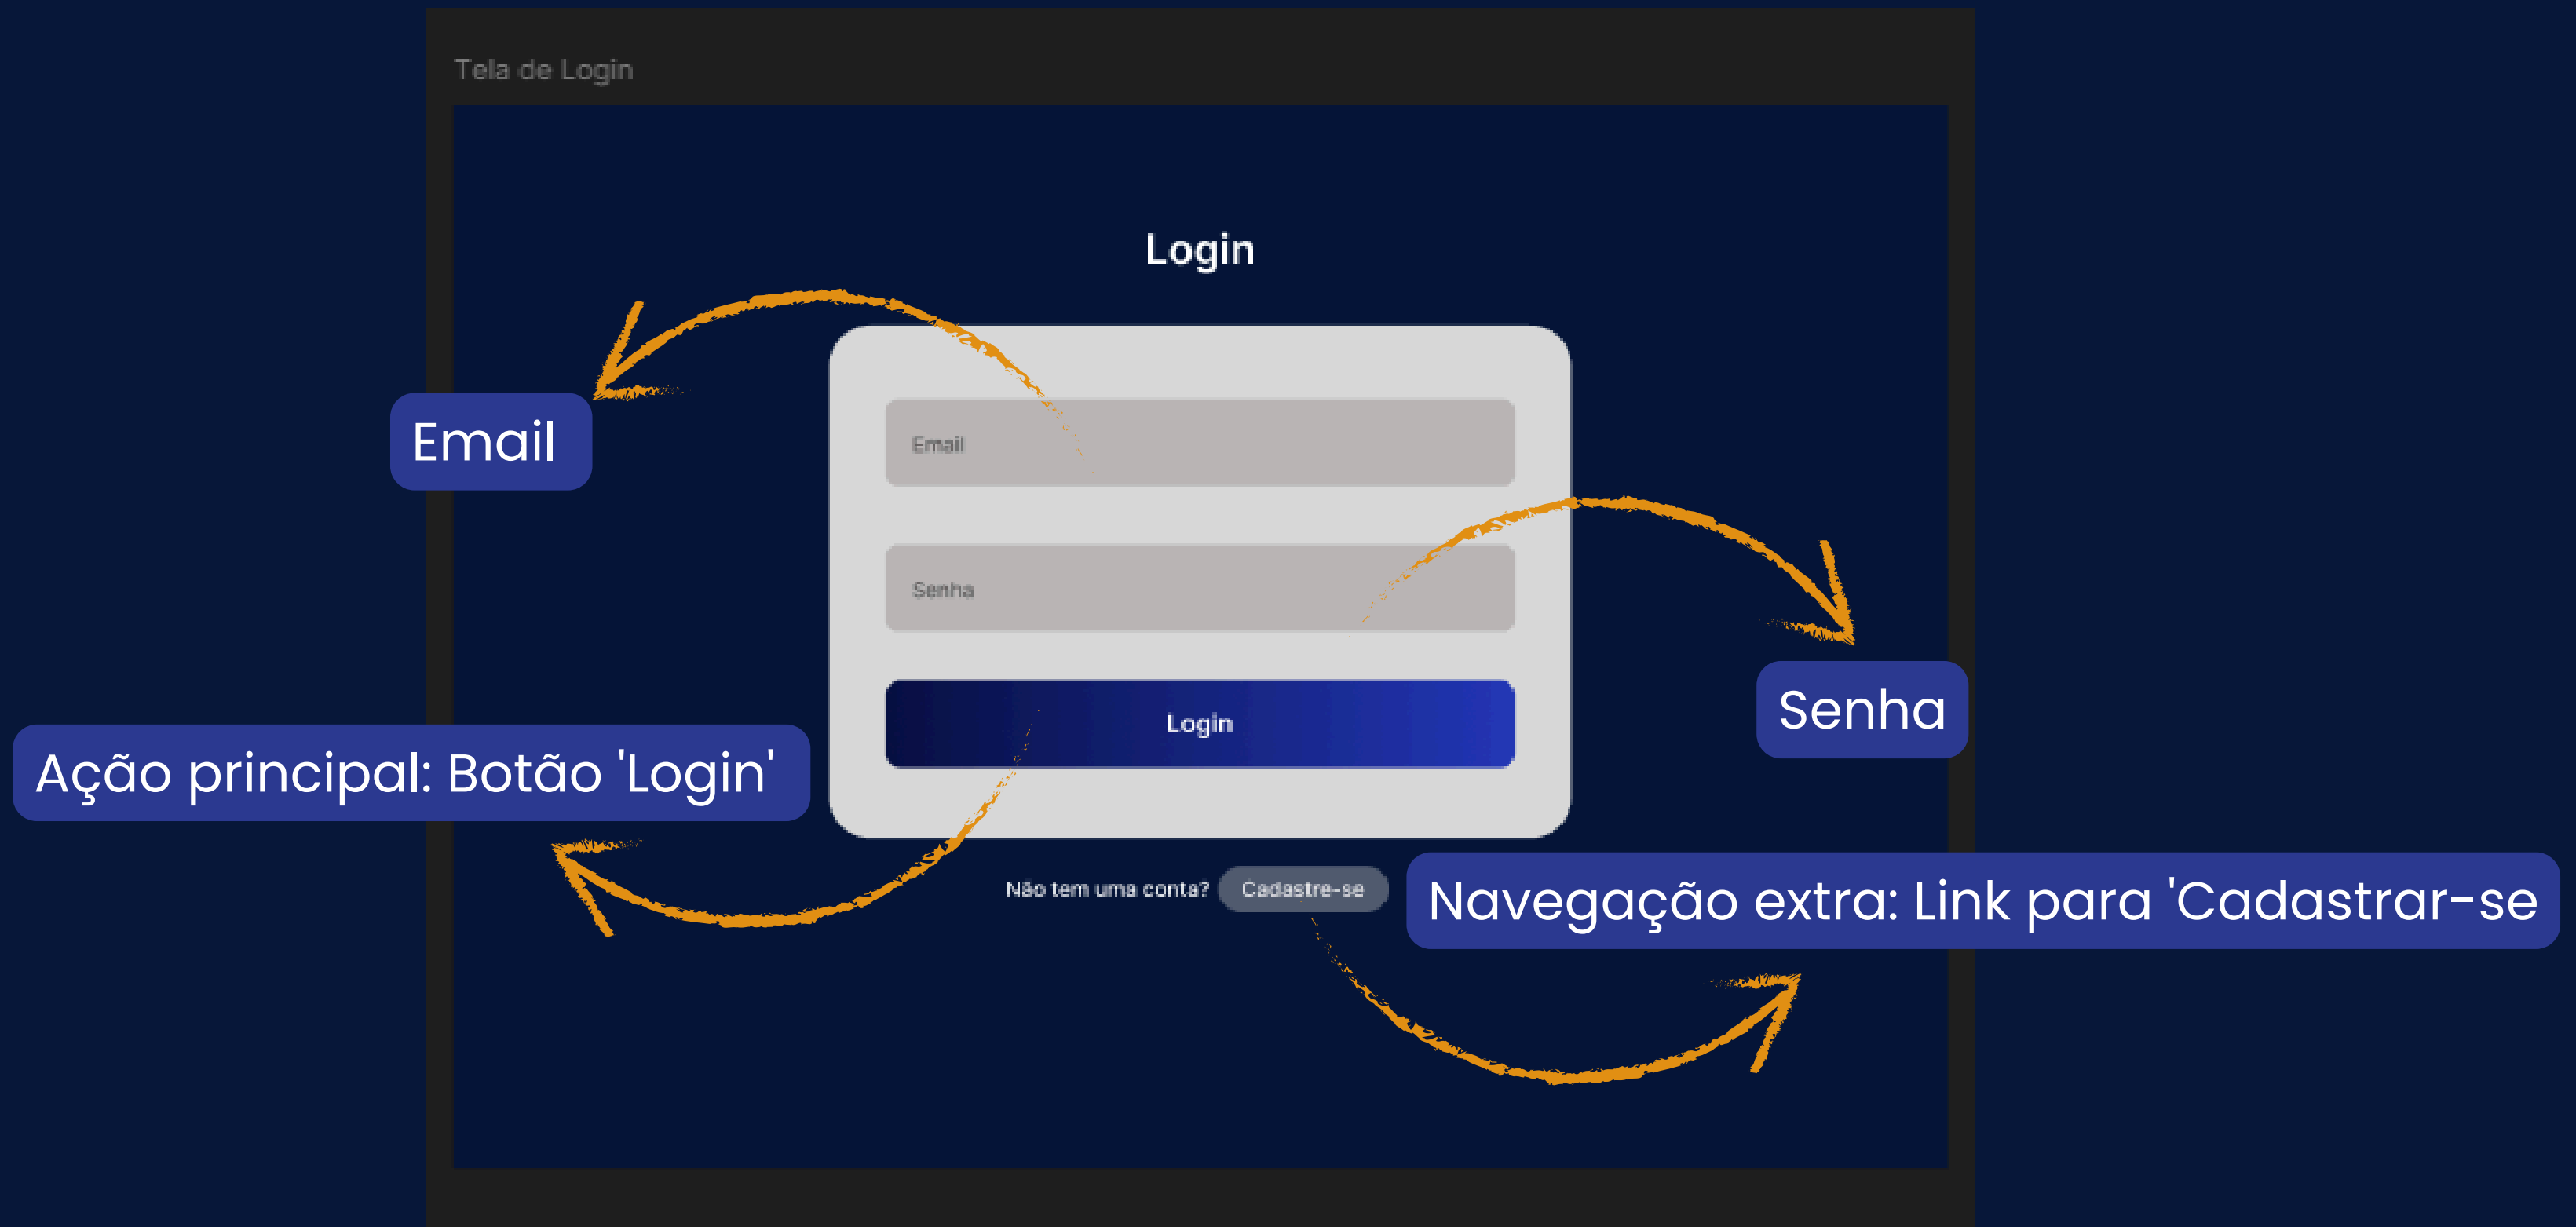 Tela de Login
Login
Email
Email
Senha
Senha
Login
Ação principal: Botão 'Login'
Não tem uma conta? Cadastre-se
Navegação extra: Link para 'Cadastrar-se